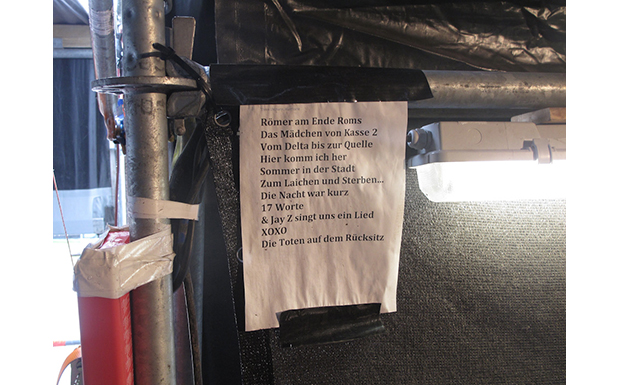 Römer am Ende Roms
Das Mädchen von Kasse 2
Vom Delta bis zur Quelle
Hier komm ich her
Sommer in der Stadt
Zum Laichen und Sterben...
Die Nacht war kurz
17 Worte
& Jay Z singt uns ein Lied
XOXO
Die Toten auf dem Rücksitz